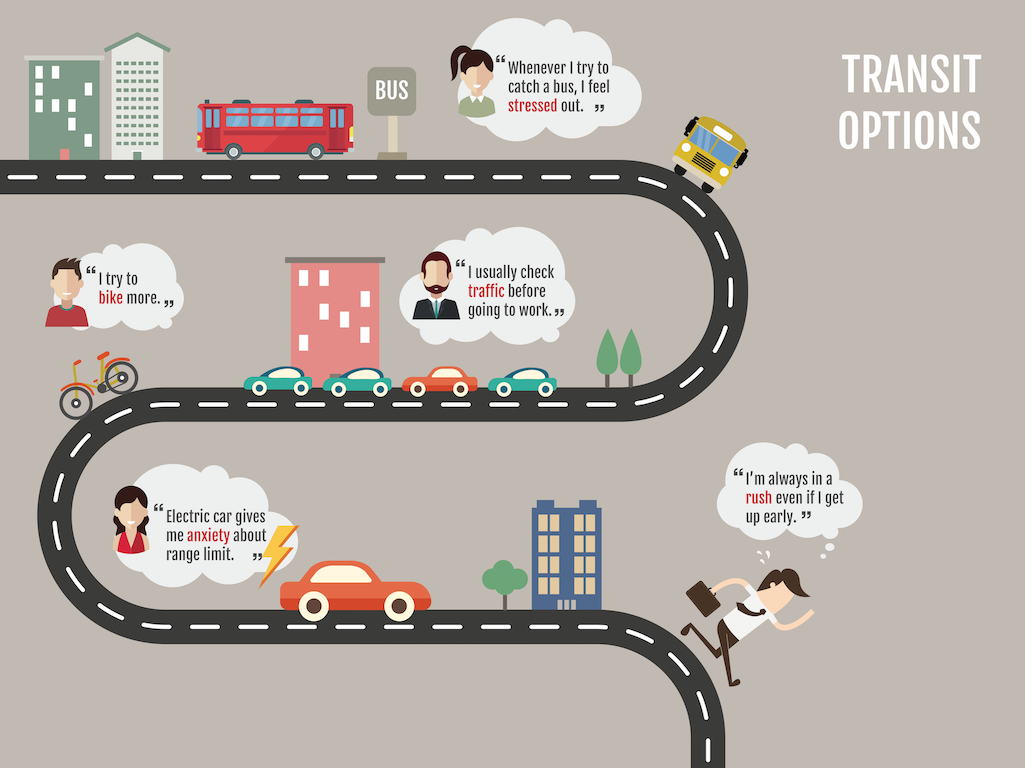 TRANSIT
OPTIONS
BUS
“Whenever I try to
catch a bus, I feel
stressed out. ”
“I try to
bike more. ”
“I usually check
traffic before
going to work. ”
“Electric car gives
me anxiety about
range limit. ”
“I’m always in a
rush even if I get
up early. ”